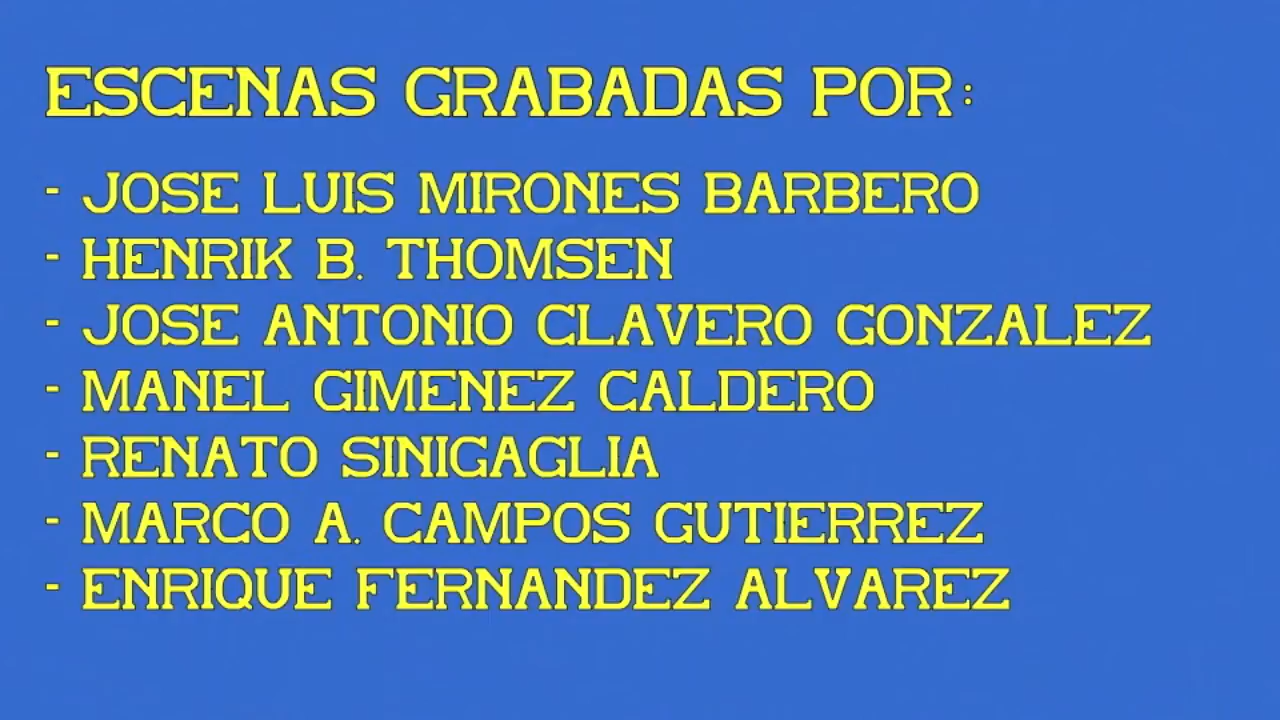 ESCENAS GRABADAS POR:
- JOSE LUIS MIRONES BARBERO
- HENRIK B. THOMSEN
- JOSE ANTONIO CLAVERO GONZALEZ
- MANEL GIMENEZ CALDERO
- RENATO SINIGAGLIA
- MARCO A. CAMPOS GUTIERREZ
- ENRIQUE FERNANDEZ ALVAREZ